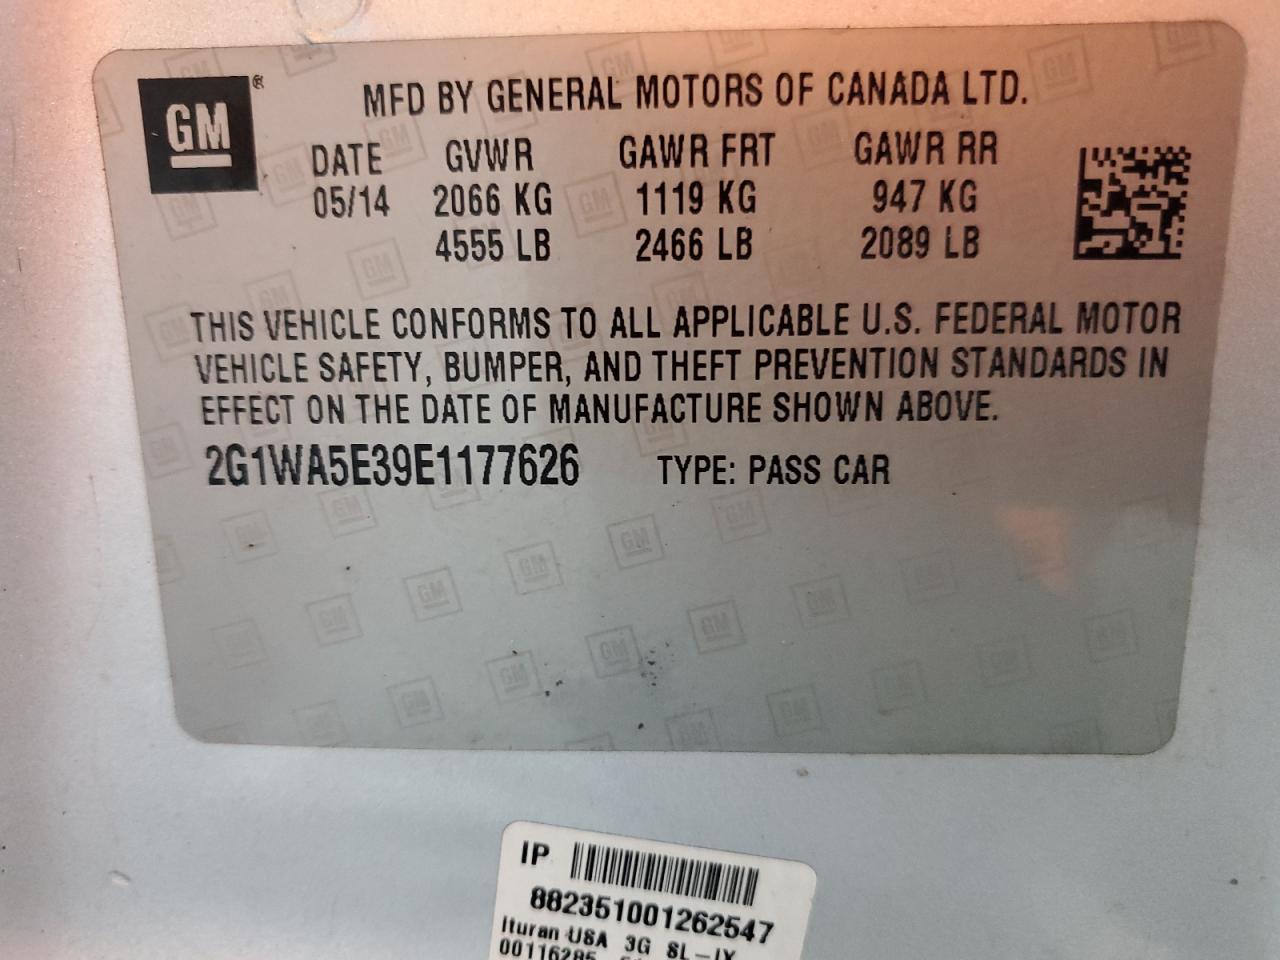 GM®
MFD BY GENERAL MOTORS OF CANADA LTD.
DATE GVWR GAWR FRT GAWR RR
05/14 2066 KG 1119 KG 947 KG
4555 LB 2466 LB 2089 LB
THIS VEHICLE CONFORMS TO ALL APPLICABLE U.S. FEDERAL MOTOR
VEHICLE SAFETY, BUMPER, AND THEFT PREVENTION STANDARDS IN
EFFECT ON THE DATE OF MANUFACTURE SHOWN ABOVE.
2G1WA5E39E1177626 TYPE: PASS CAR
IP
882351001262547
Ituran USA 3G SL-IX
00116285